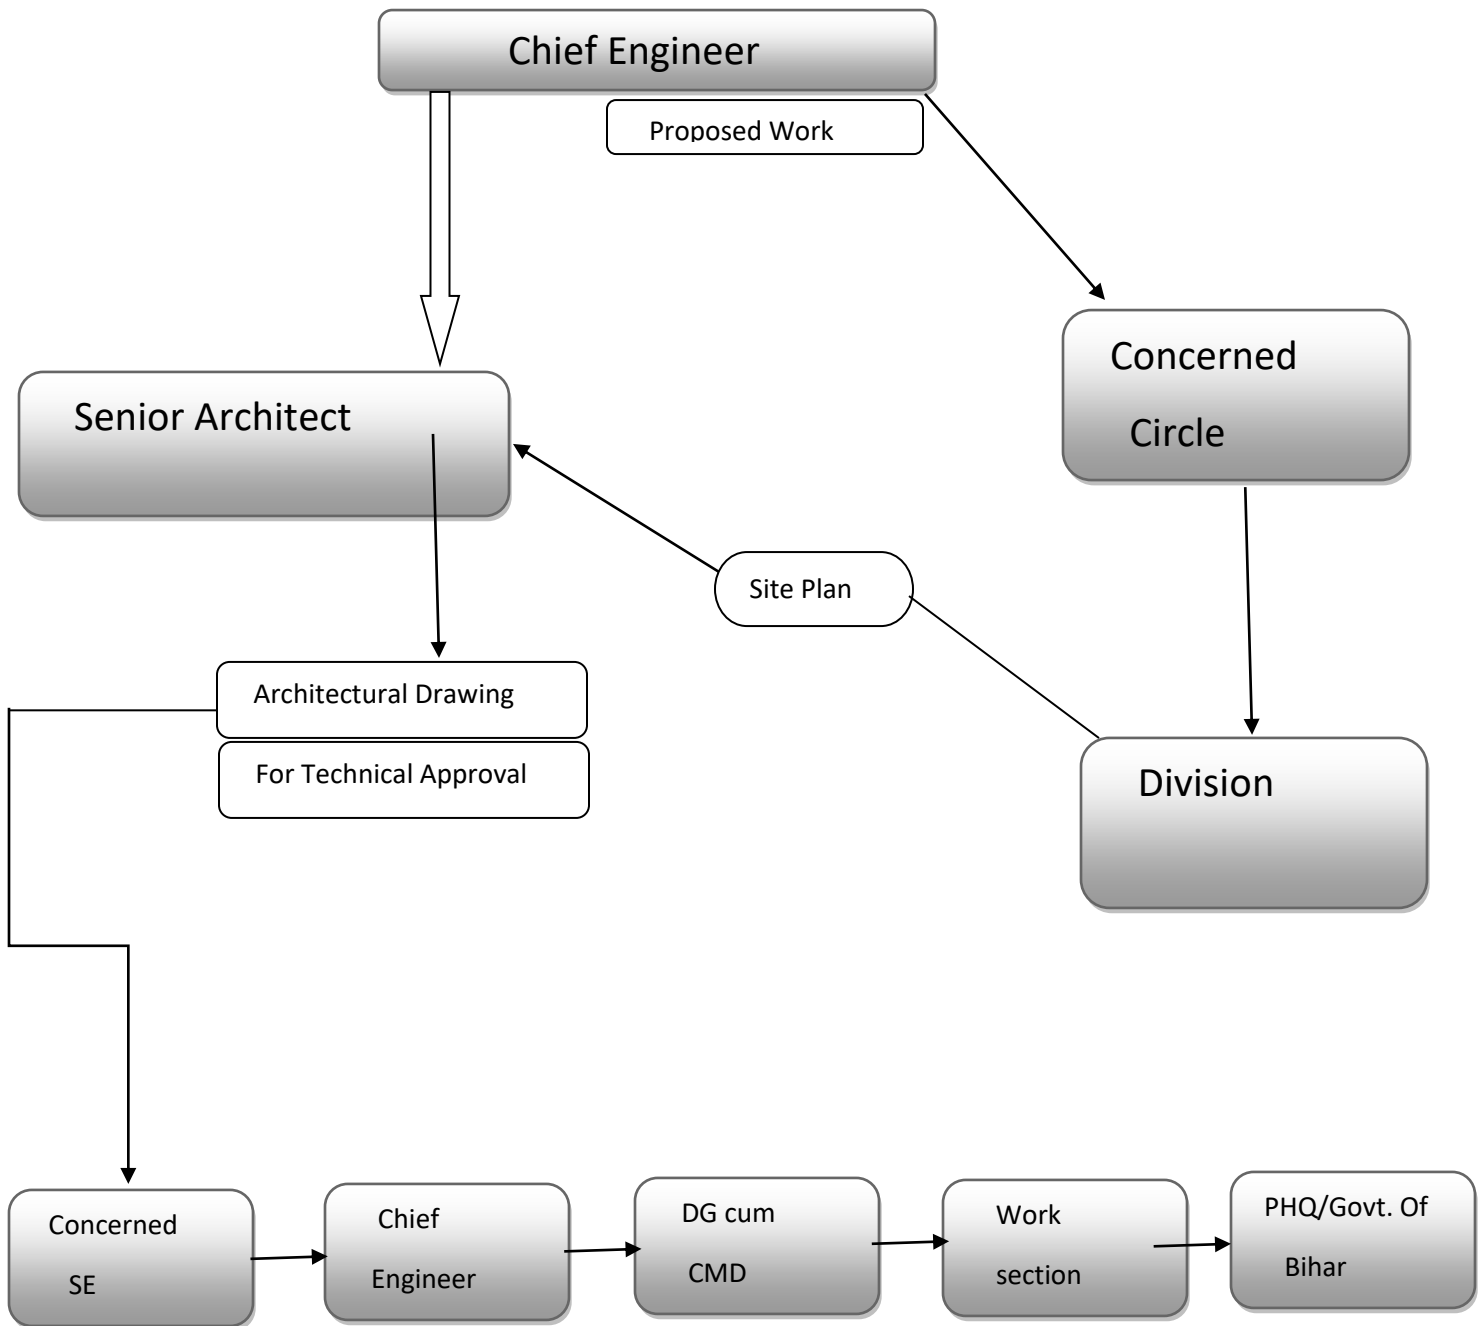 Chief Engineer
Proposed Work
Concerned
Circle
Senior Architect
Site Plan
Architectural Drawing
For Technical Approval
Division
Concerned
SE
Chief
Engineer
DG cum
CMD
Work
section
PHQ/Govt. Of
Bihar